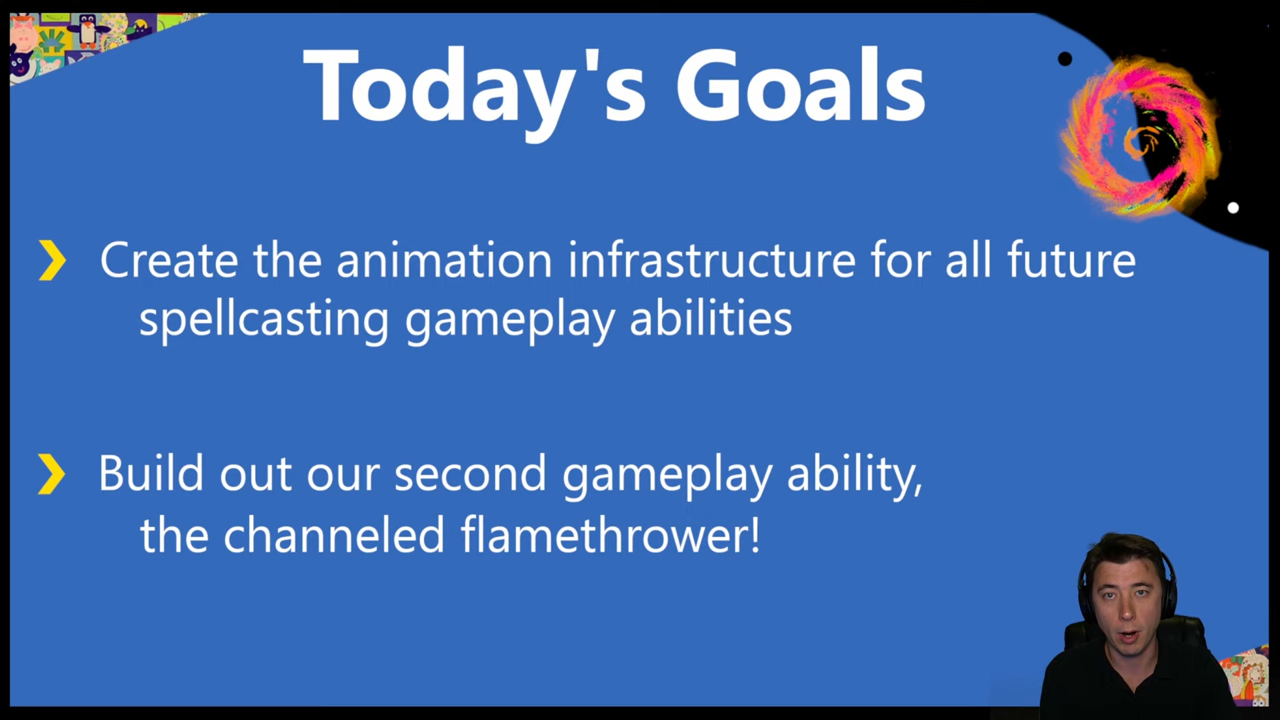 Today's Goals
Create the animation infrastructure for all future
spellcasting gameplay abilities
Build out our second gameplay ability,
the channeled flamethrower!